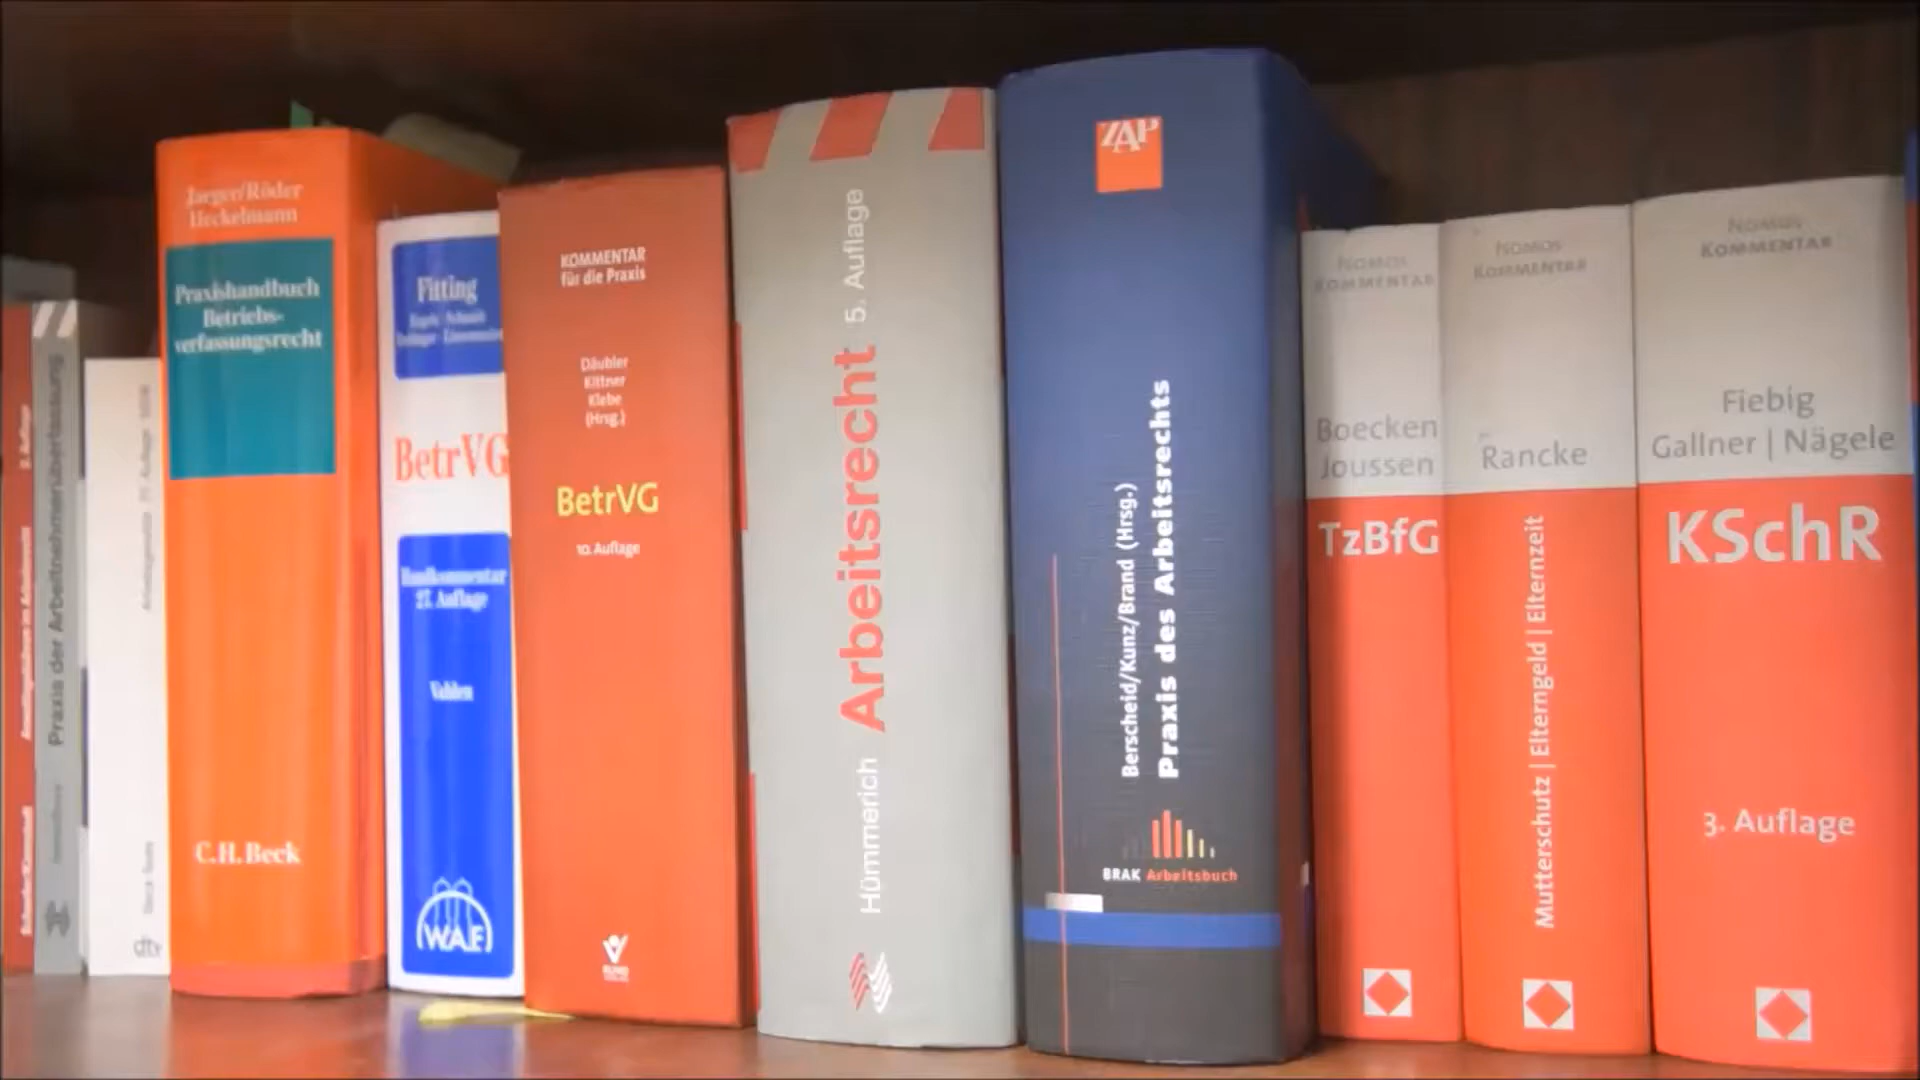 2. Auflage
Praxis der Arbeitnehmerüberlassung
dtv
Jaeger/Röder
Heckelmann
Praxishandbuch
Betriebs-
verfassungsrecht
C.H.Beck
Fitting
BetrVG
Handkommentar
27. Auflage
Vahlen
W.A.F
KOMMENTAR
für die Praxis
Däubler
Kittner
Klebe
(Hrsg.)
BetrVG
10. Auflage
BUND
Hümmerich Arbeitsrecht 5. Auflage
ZAP
Berscheid/Kunz/Brand (Hrsg.)
Praxis des Arbeitsrechts
BRAK Arbeitsbuch
NOMOS
KOMMENTAR
Boecken
Joussen
TzBfG
NOMOS
KOMMENTAR
Rancke
Mutterschutz | Elterngeld | Elternzeit
NOMOS
KOMMENTAR
Fiebig
Gallner | Nägele
KSchR
3. Auflage